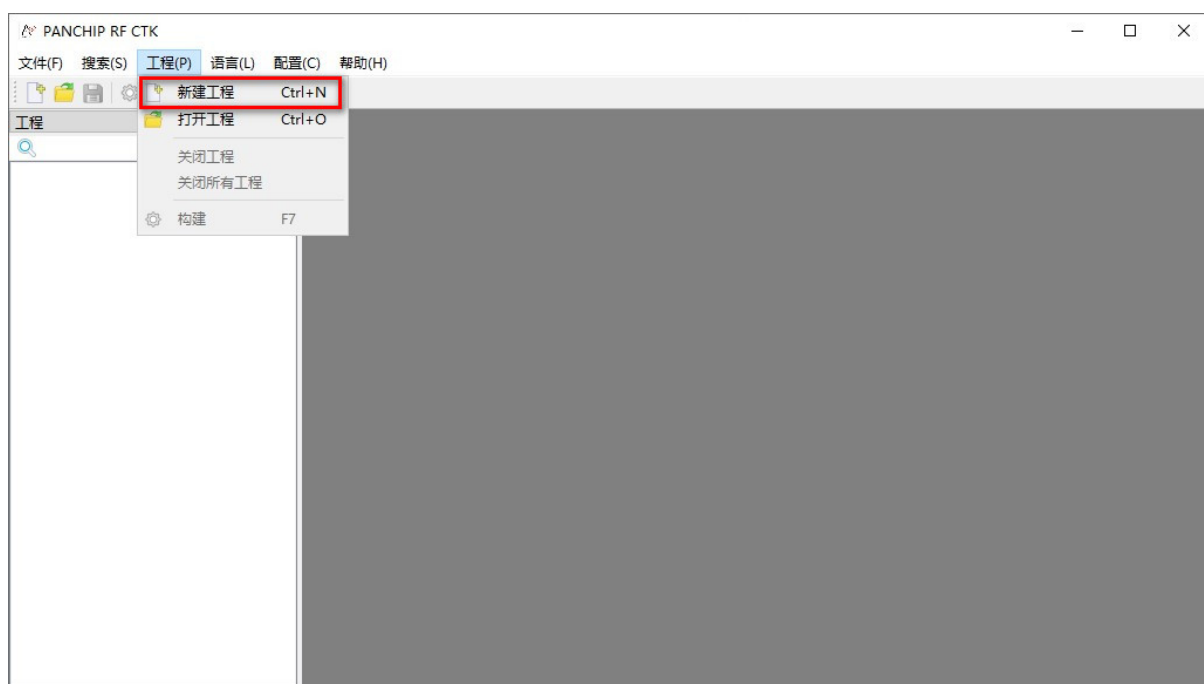 PANCHIP RF CTK
文件(F) 搜索(S) 工程(P) 语言(L) 配置(C) 帮助(H)
新建工程 Ctrl+N
工程
打开工程 Ctrl+O
关闭工程
关闭所有工程
构建 F7